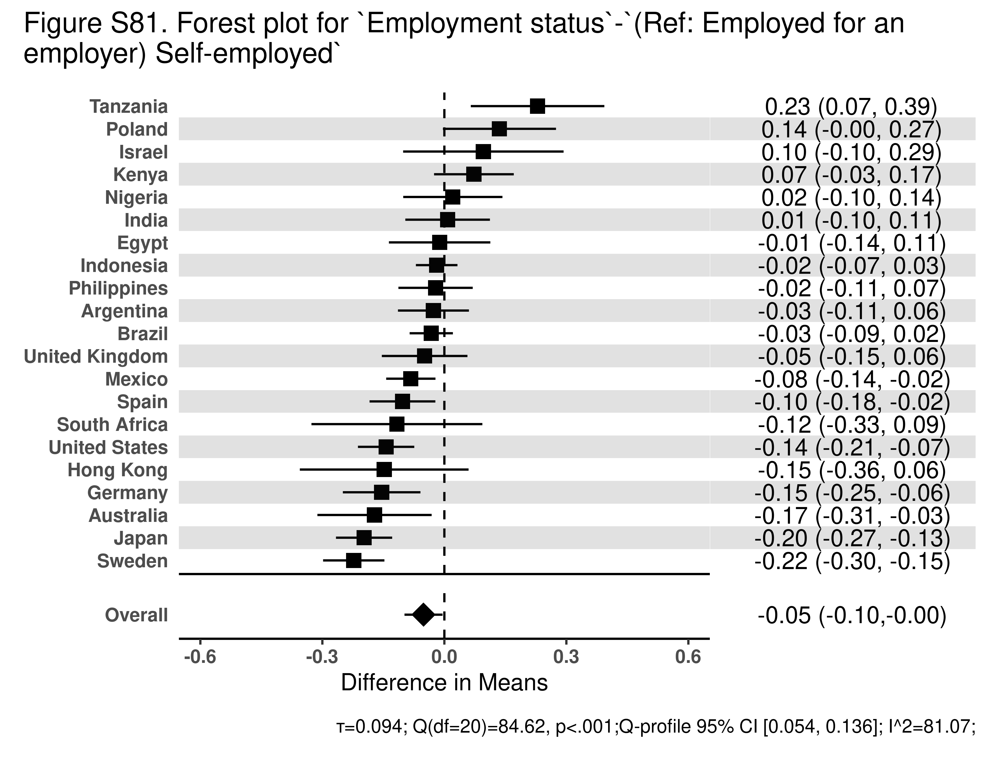 Figure S81. Forest plot for `Employment status`-`(Ref: Employed for an
employer) Self-employed`
Tanzania 0.23 (0.07, 0.39)
Poland 0.14 (-0.00, 0.27)
Israel 0.10 (-0.10, 0.29)
Kenya 0.07 (-0.03, 0.17)
Nigeria 0.02 (-0.10, 0.14)
India 0.01 (-0.10, 0.11)
Egypt -0.01 (-0.14, 0.11)
Indonesia -0.02 (-0.07, 0.03)
Philippines -0.02 (-0.11, 0.07)
Argentina -0.03 (-0.11, 0.06)
Brazil -0.03 (-0.09, 0.02)
United Kingdom -0.05 (-0.15, 0.06)
Mexico -0.08 (-0.14, -0.02)
Spain -0.10 (-0.18, -0.02)
South Africa -0.12 (-0.33, 0.09)
United States -0.14 (-0.21, -0.07)
Hong Kong -0.15 (-0.36, 0.06)
Germany -0.15 (-0.25, -0.06)
Australia -0.17 (-0.31, -0.03)
Japan -0.20 (-0.27, -0.13)
Sweden -0.22 (-0.30, -0.15)
Overall -0.05 (-0.10,-0.00)
-0.6 -0.3 0.0 0.3 0.6
Difference in Means
τ=0.094; Q(df=20)=84.62, p<.001;Q-profile 95% CI [0.054, 0.136]; I^2=81.07;